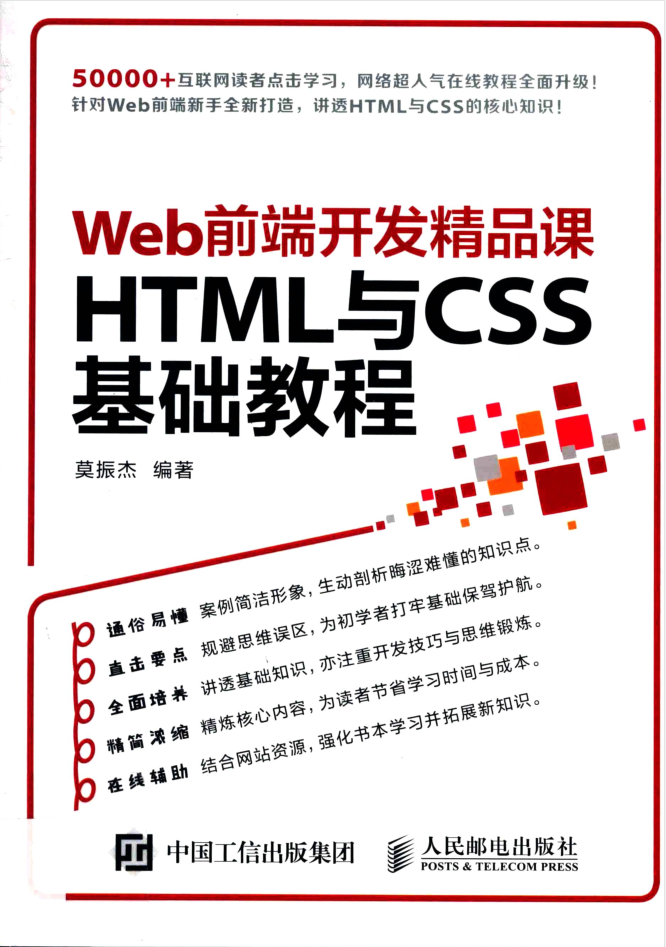 50000+互联网读者点击学习，网络超人气在线教程全面升级！
针对Web前端新手全新打造，讲透HTML与CSS的核心知识！
Web前端开发精品课
HTML与CSS
基础教程
莫振杰 编著
通俗易懂 案例简洁形象，生动剖析晦涩难懂的知识点。
直击要点 规避思维误区，为初学者打牢基础保驾护航。
全面培养 讲透基础知识，亦注重开发技巧与思维锻炼。
精简浓缩 精炼核心内容，为读者节省学习时间与成本。
在线辅助 结合网站资源，强化书本学习并拓展新知识。
中国工信出版集团
人民邮电出版社
POSTS & TELECOM PRESS